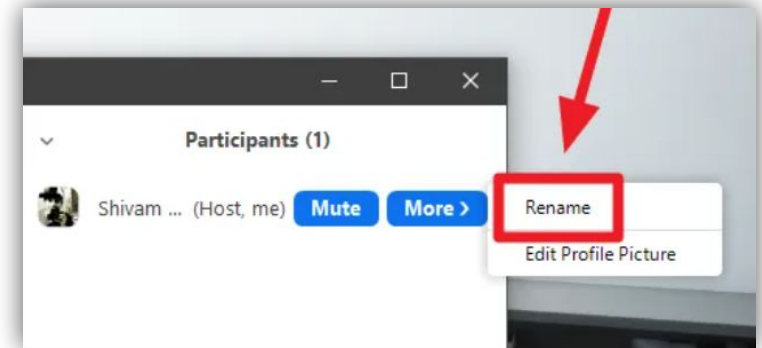 Participants (1)
Shivam ... (Host, me) Mute More > Rename
Edit Profile Picture